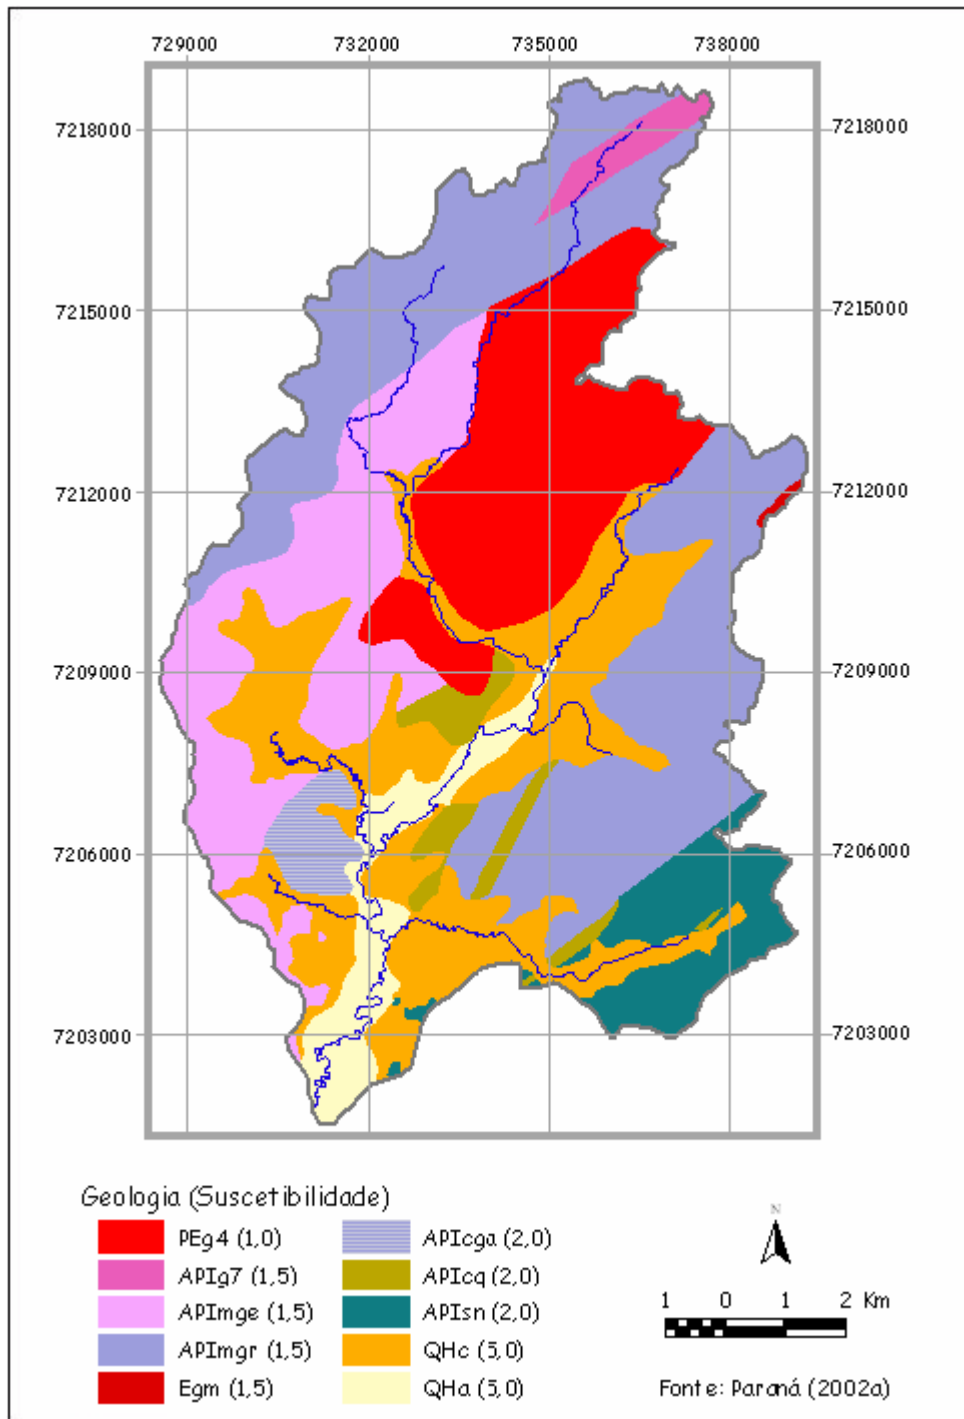 729000 732000 735000 738000
7218000 7218000
7215000 7215000
7212000 7212000
7209000 7209000
7206000 7206000
7203000 7203000
Geologia (Suscetibilidade)
PEg4 (1,0)
APIg7 (1,5)
APImge (1,5)
APImgr (1,5)
Egm (1,5)
APIcga (2,0)
APIcq (2,0)
APIsn (2,0)
QHc (3,0)
QHa (3,0)
N
1 0 1 2 Km
Fonte: Paraná (2002a)